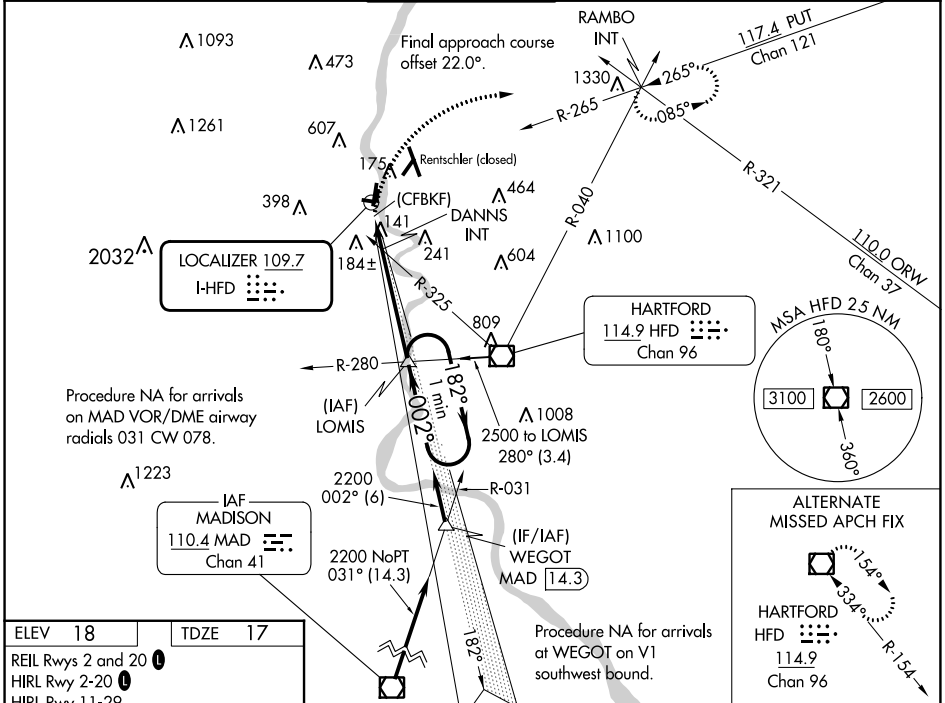 1093
473
Final approach course
offset 22.0°.
RAMBO
INT
117.4 PUT
Chan 121
1330
265°
085°
R-265
1261
607
175
Rentschler (closed)
R-321
R-040
398
(CFBKF)
464
DANNS
INT
141
2032
LOCALIZER 109.7
I-HFD
184±
241
604
1100
110.0 ORW
Chan 37
R-325
809
HARTFORD
114.9 HFD
Chan 96
MSA HFD 25 NM
180°
3100
2600
360°
R-280
Procedure NA for arrivals
on MAD VOR/DME airway
radials 031 CW 078.
(IAF)
LOMIS
182°
1 min
002°
1008
2500 to LOMIS
280° (3.4)
1223
2200
002° (6)
R-031
IAF
MADISON
110.4 MAD
Chan 41
(IF/IAF)
WEGOT
MAD 14.3
2200 NoPT
031° (14.3)
ALTERNATE
MISSED APCH FIX
154°
334°
HARTFORD
HFD
114.9
Chan 96
R-154
182°
Procedure NA for arrivals
at WEGOT on V1
southwest bound.
ELEV 18
TDZE 17
REIL Rwys 2 and 20 L
HIRL Rwy 2-20 L
HIRL Rwy 11-29